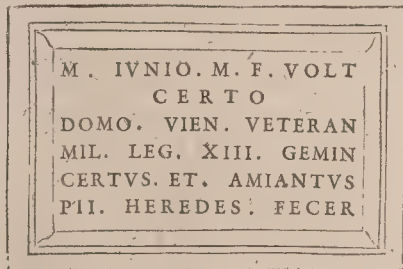 M. IVNIO. M. F. VOLT
CERTO
DOMO. VIEN. VETERAN
MIL. LEG. XIII. GEMIN
CERTVS. ET. AMIANTVS
PII. HEREDES. FECER